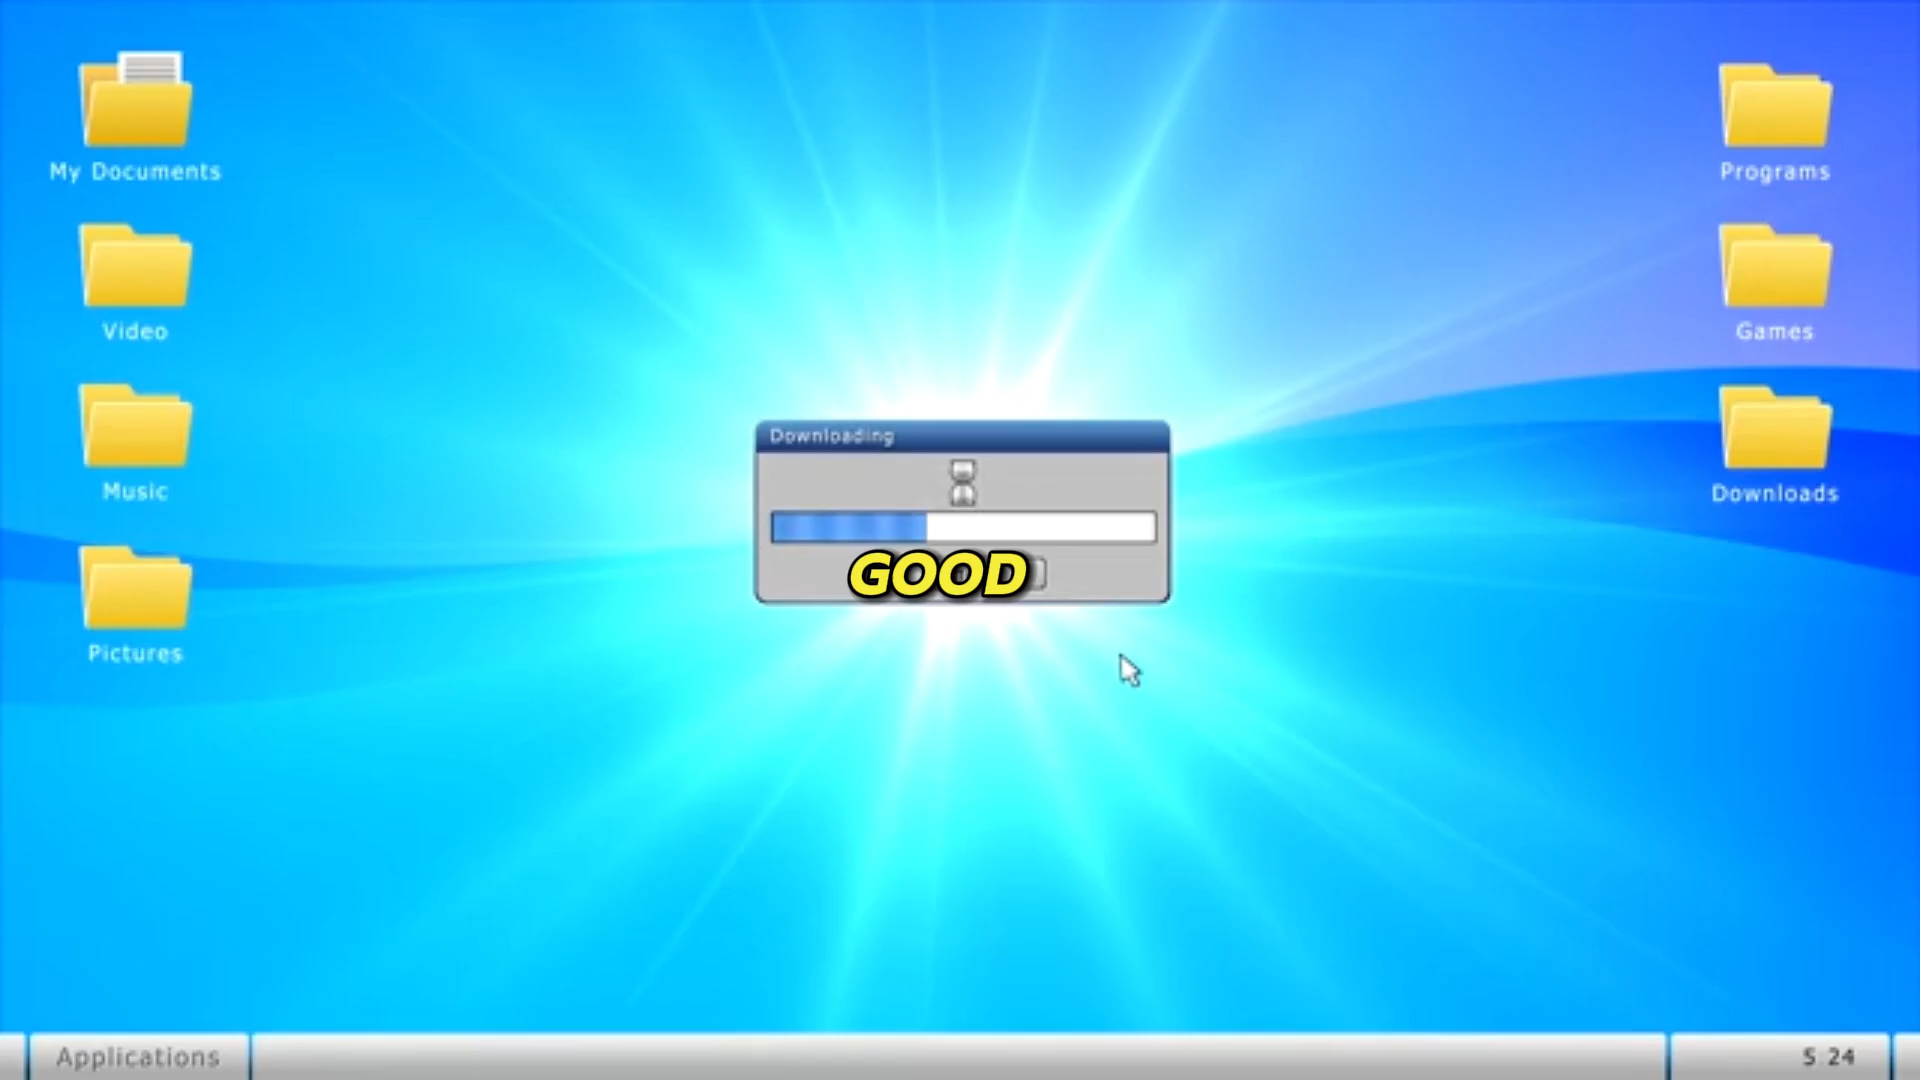 My Documents
Programs
Video
Games
Downloading
Music
Downloads
GOOD
Pictures
Applications
5 24